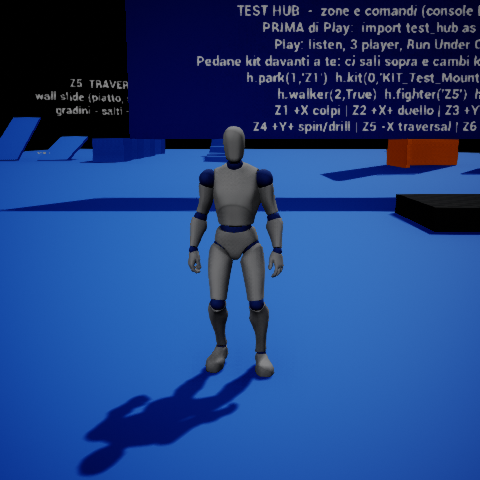 TEST HUB - zone e comandi (console
PRIMA di Play: import test_hub as
Play: listen, 3 player, Run Under
Pedane kit davanti a te: ci sali sopra e cambi k
h.park(1,'Z1') h.kit(0,'KIT_Test_Mount
h.walker(2,True) h.fighter('Z5')
Z1 +X colpi | Z2 +X+ duello | Z3 +Y
Z4 +Y+ spin/drill | Z5 -X traversal | Z6
Z5 TRAVER
wall slide (piatto,
gradini - salti -